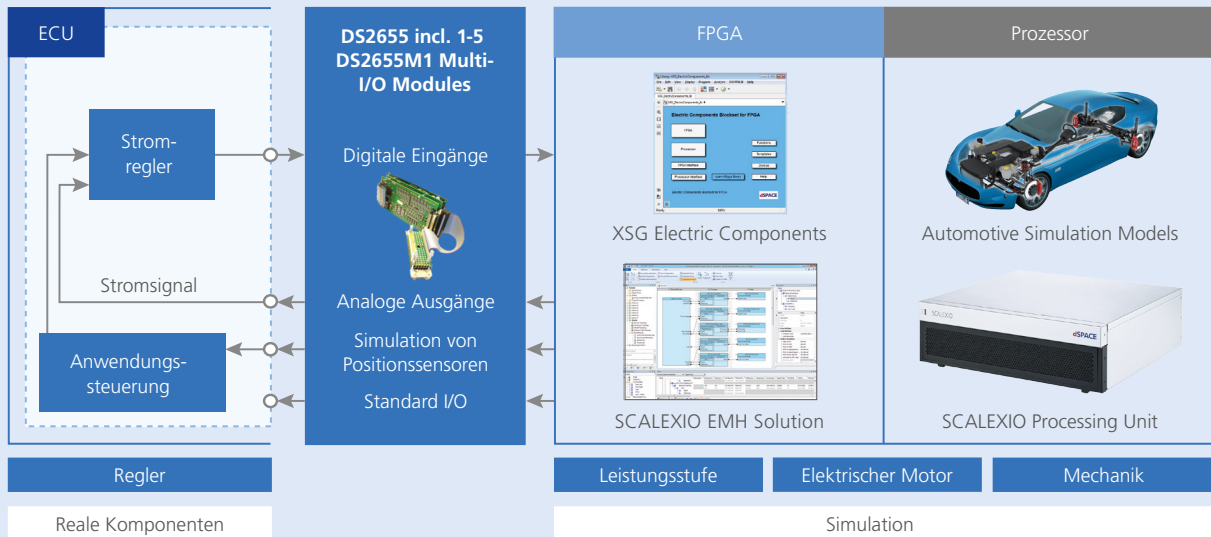 ECU
DS2655 incl. 1-5
DS2655M1 Multi-
I/O Modules
FPGA
Prozessor
Strom-
regler
Digitale Eingänge
Electric Components Blockset for FPGA
FPGA
Processor
dSPACE
XSG Electric Components
Automotive Simulation Models
Stromsignal
Analoge Ausgänge
Simulation von
Positionssensoren
Anwendungs-
steuerung
Standard I/O
SCALEXIO
dSPACE
SCALEXIO EMH Solution
SCALEXIO Processing Unit
Regler
Leistungsstufe
Elektrischer Motor
Mechanik
Reale Komponenten
Simulation